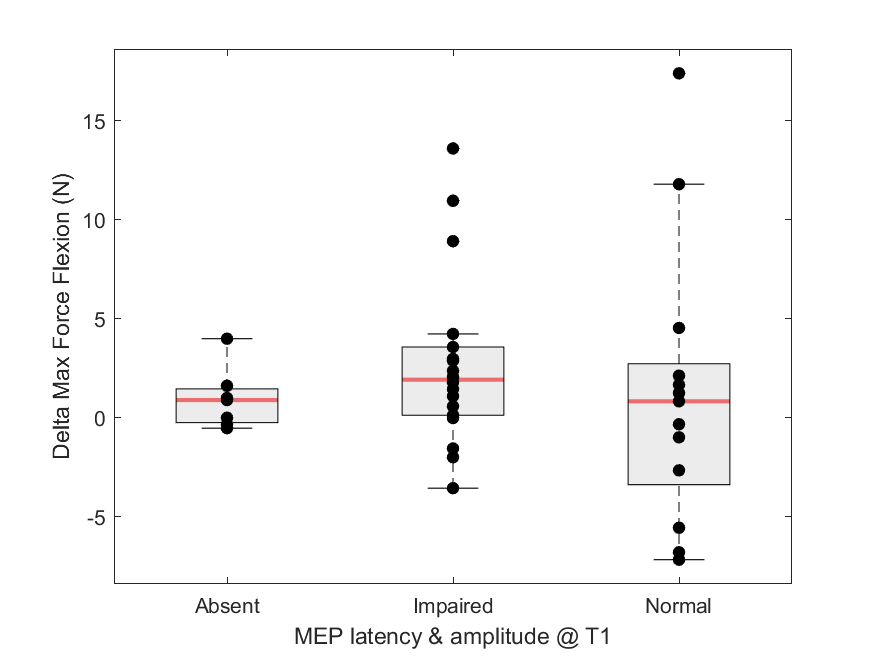 Delta Max Force Flexion (N)
15
10
5
0
-5
Absent Impaired Normal
MEP latency & amplitude @ T1